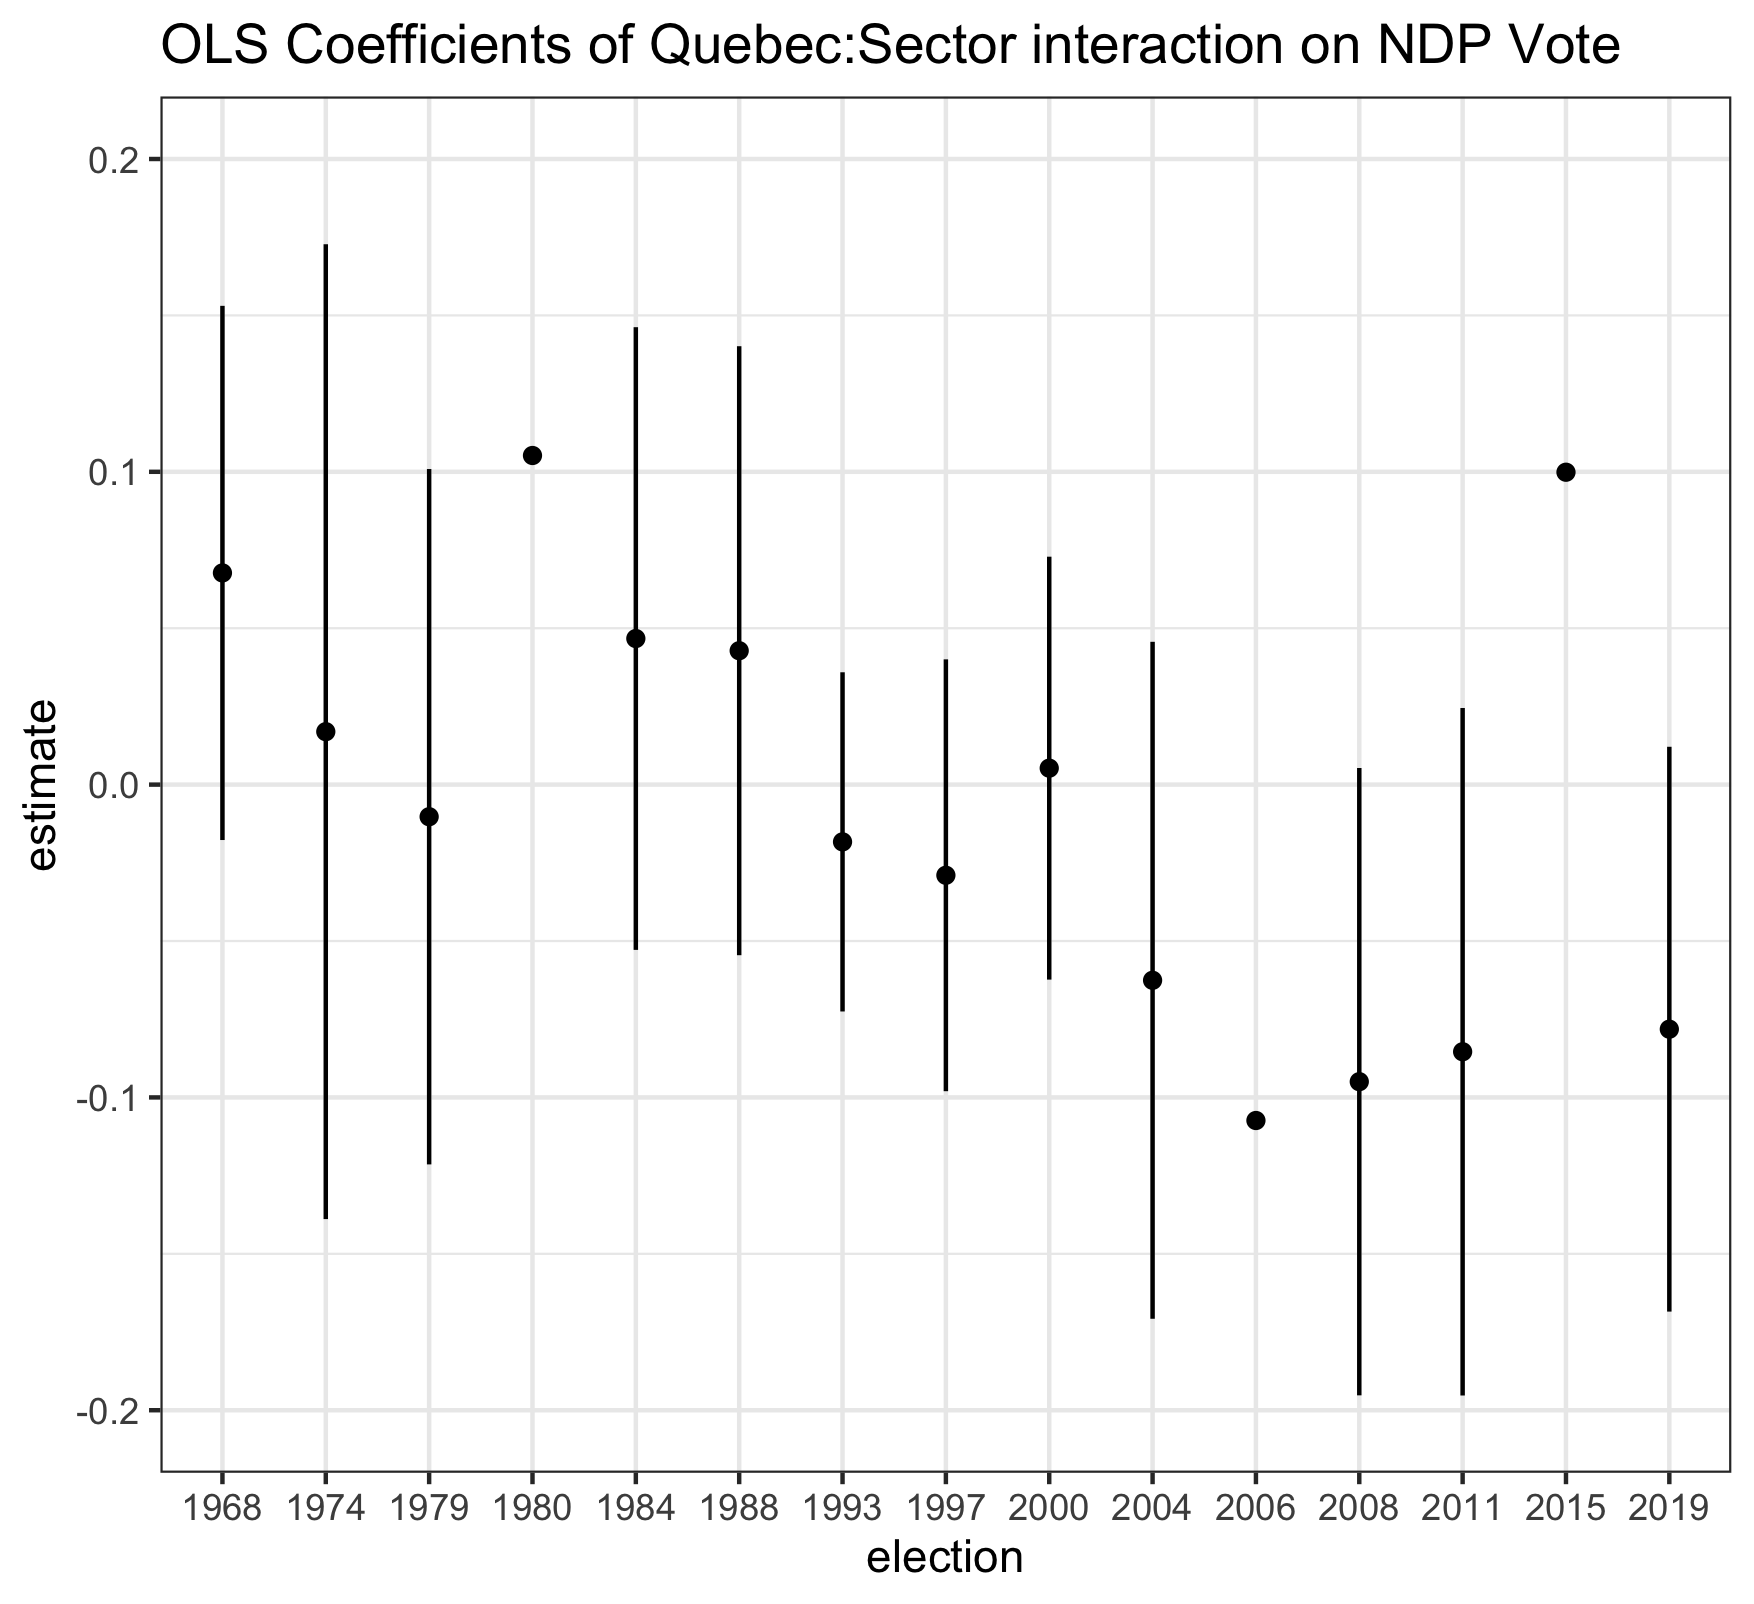 OLS Coefficients of Quebec:Sector interaction on NDP Vote
estimate
0.2
0.1
0.0
-0.1
-0.2
1968 1974 1979 1980 1984 1988 1993 1997 2000 2004 2006 2008 2011 2015 2019
election